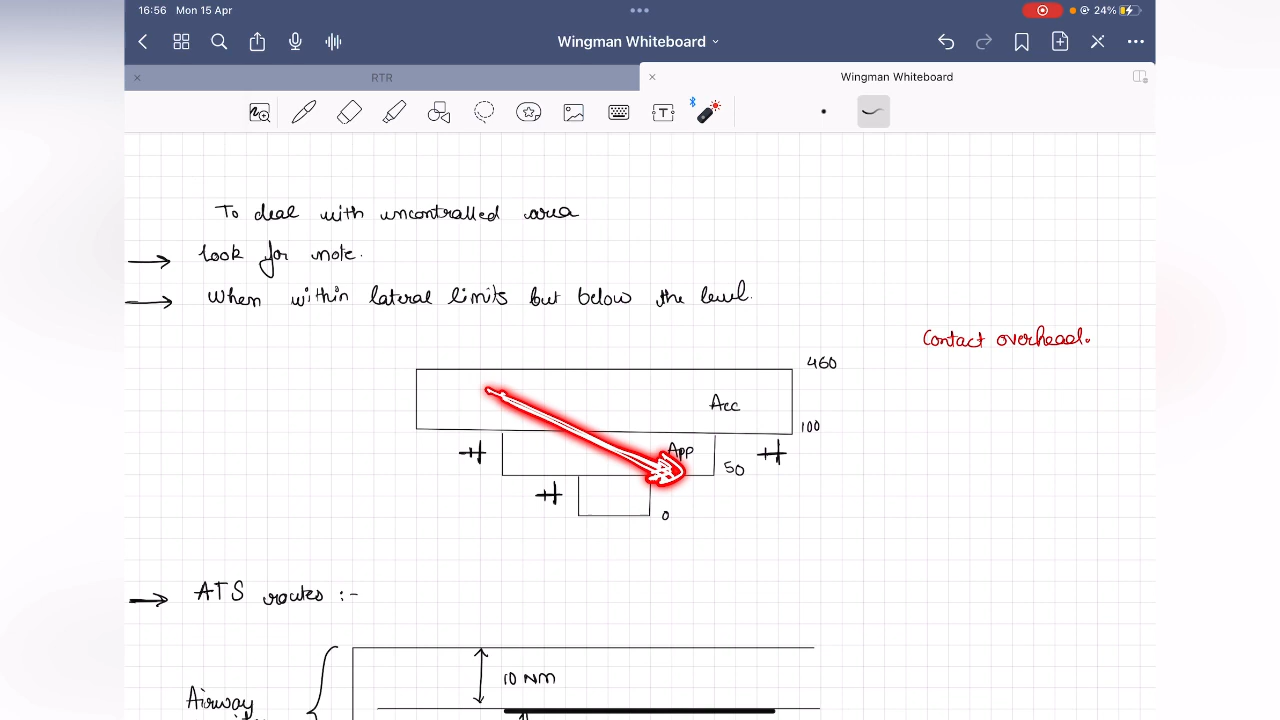 16:56 Mon 15 Apr
24%
Wingman Whiteboard
RTR
Wingman Whiteboard
T
To deal with uncontralled area
look for note.
When within lateral limits but below the level.
Contact overhead.
460
Acc
100
App
50
0
ATS routes :-
10 NM
Airway